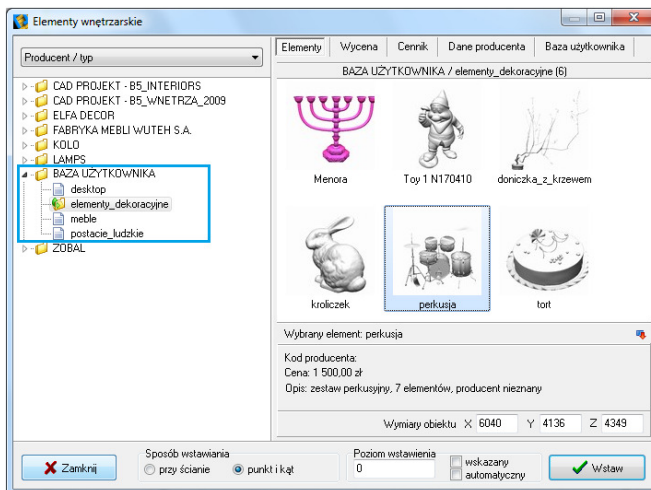 Elementy wnętrzarskie
Producent / typ
CAD PROJEKT - B5_INTERIORS
CAD PROJEKT - B5_WNETRZA_2009
ELFA DECOR
FABRYKA MEBLI WUTEH S.A.
KOLO
LAMPS
BAZA UŻYTKOWNIKA
desktop
elementy_dekoracyjne
meble
postacie_ludzkie
ZOBAL
Elementy Wycena Cennik Dane producenta Baza użytkownika
BAZA UŻYTKOWNIKA / elementy_dekoracyjne (6)
Menora Toy 1 N170410 doniczka_z_krzewem
kroliczek perkusja tort
Wybrany element: perkusja
Kod producenta:
Cena: 1 500,00 zł
Opis: zestaw perkusyjny, 7 elementów, producent nieznany
Wymiary obiektu X 6040 Y 4136 Z 4349
Zamknij
Sposób wstawiania
przy ścianie punkt i kąt
Poziom wstawienia
0
wskazany
automatyczny
Wstaw